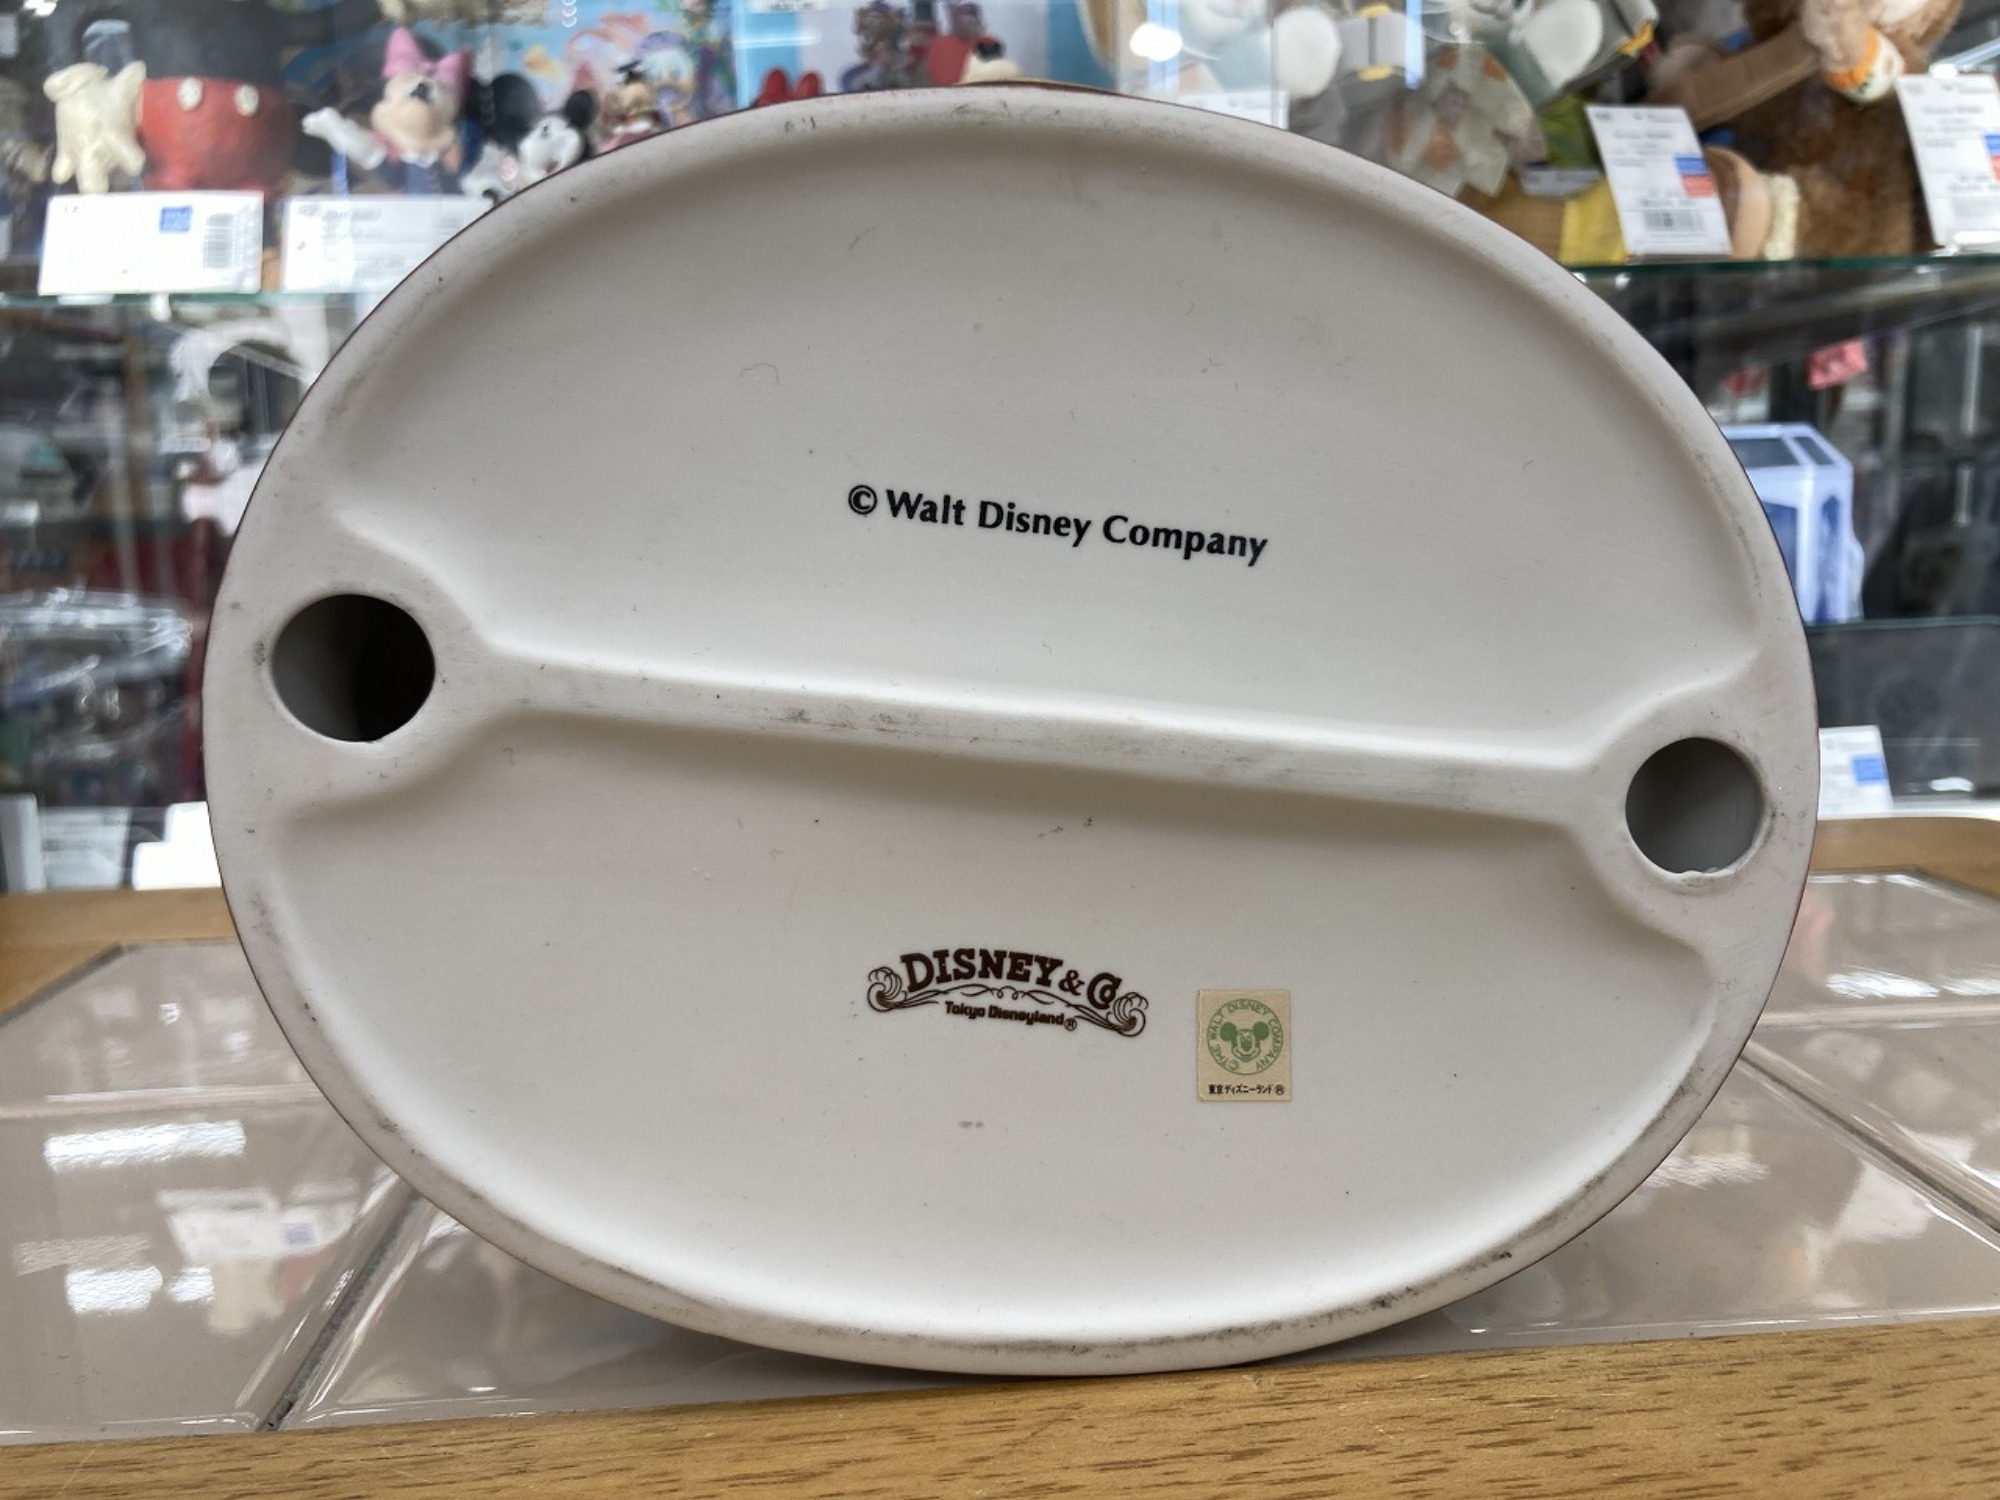 © Walt Disney Company
DISNEY & Co
Tokyo Disneyland®
© THE WALT DISNEY COMPANY
東京ディズニーランド Ⓡ